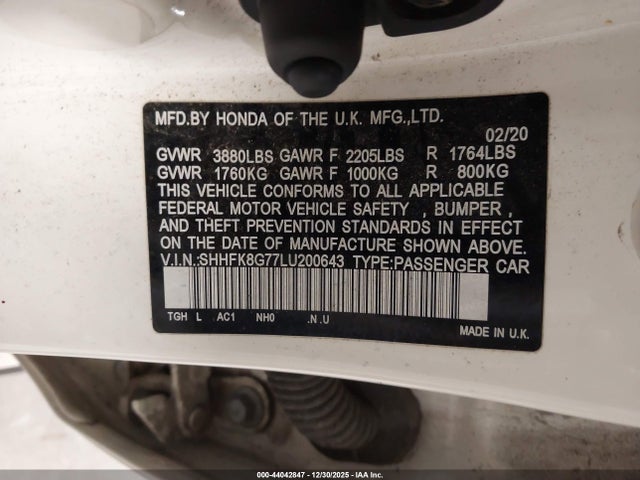 MFD.BY HONDA OF THE U.K. MFG.,LTD.
02/20
GVWR 3880LBS GAWR F 2205LBS R 1764LBS
GVWR 1760KG GAWR F 1000KG R 800KG
THIS VEHICLE CONFORMS TO ALL APPLICABLE
FEDERAL MOTOR VEHICLE SAFETY , BUMPER ,
AND THEFT PREVENTION STANDARDS IN EFFECT
ON THE DATE OF MANUFACTURE SHOWN ABOVE.
V.I.N.:SHHFK8G77LU200643 TYPE:PASSENGER CAR
TGH L AC1 NH0 .N.U
MADE IN U.K.
000-44042847 - 12/30/2025 - IAA Inc.